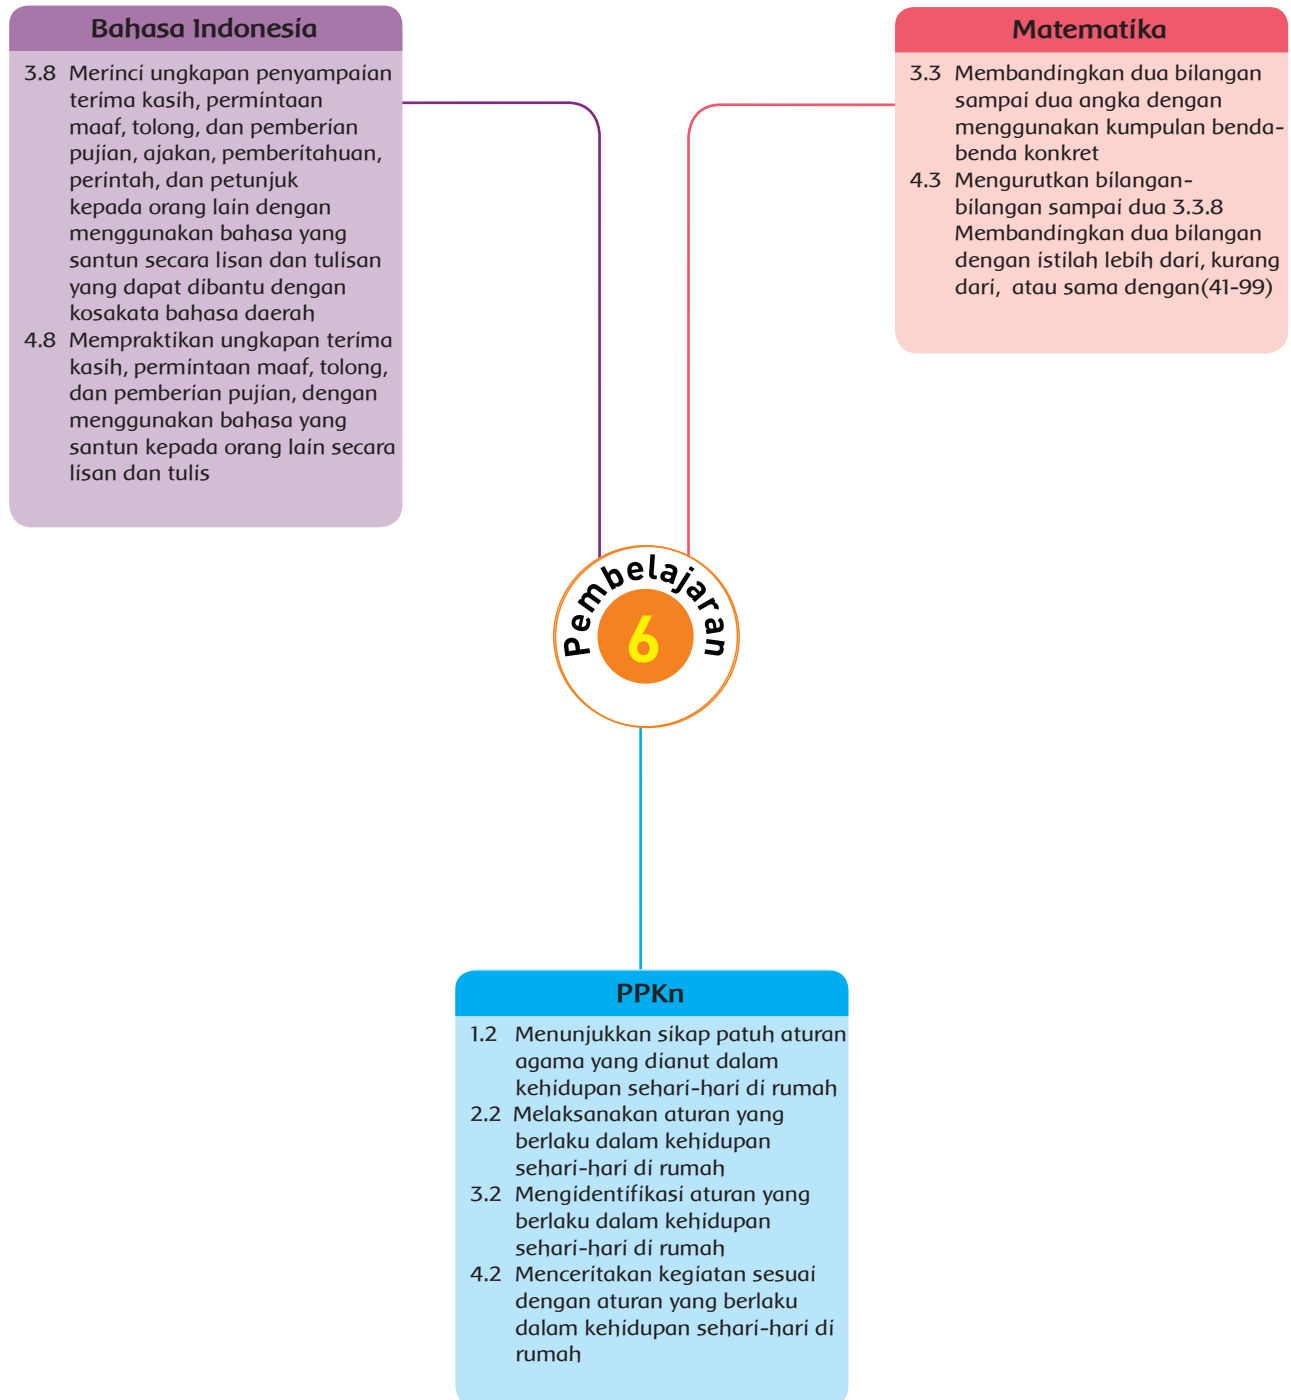 Bahasa Indonesia
3.8 Merinci ungkapan penyampaian
terima kasih, permintaan
maaf, tolong, dan pemberian
pujian, ajakan, pemberitahuan,
perintah, dan petunjuk
kepada orang lain dengan
menggunakan bahasa yang
santun secara lisan dan tulisan
yang dapat dibantu dengan
kosakata bahasa daerah
4.8 Mempraktikan ungkapan terima
kasih, permintaan maaf, tolong,
dan pemberian pujian, dengan
menggunakan bahasa yang
santun kepada orang lain secara
lisan dan tulis
Matematika
3.3 Membandingkan dua bilangan
sampai dua angka dengan
menggunakan kumpulan benda-
benda konkret
4.3 Mengurutkan bilangan-
bilangan sampai dua 3.3.8
Membandingkan dua bilangan
dengan istilah lebih dari, kurang
dari, atau sama dengan(41-99)
Pembelajaran
6
PPKn
1.2 Menunjukkan sikap patuh aturan
agama yang dianut dalam
kehidupan sehari-hari di rumah
2.2 Melaksanakan aturan yang
berlaku dalam kehidupan
sehari-hari di rumah
3.2 Mengidentifikasi aturan yang
berlaku dalam kehidupan
sehari-hari di rumah
4.2 Menceritakan kegiatan sesuai
dengan aturan yang berlaku
dalam kehidupan sehari-hari di
rumah